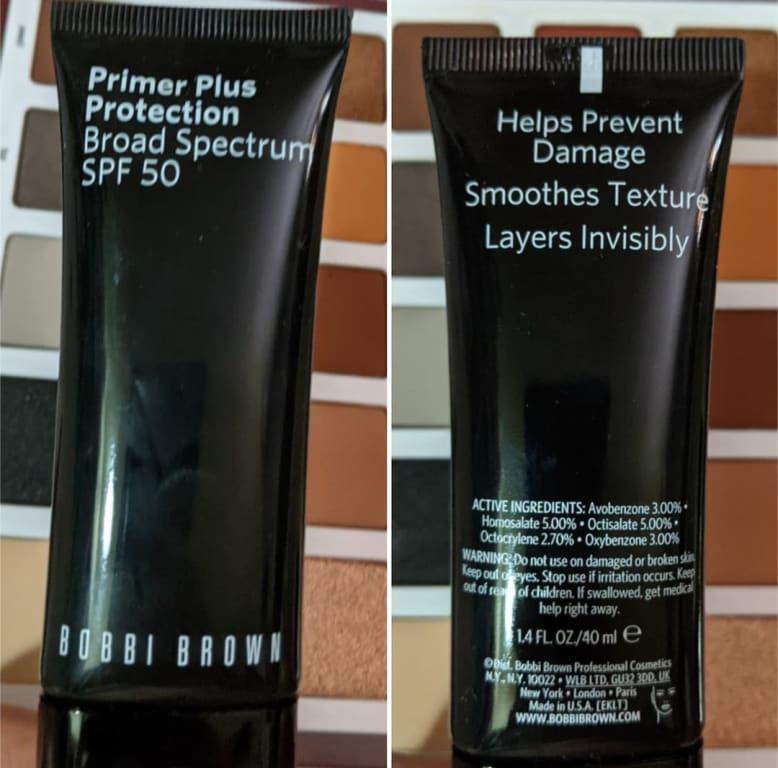 Primer Plus
Protection
Broad Spectrum
SPF 50
BOBBI BROWN
Helps Prevent
Damage
Smoothes Texture
Layers Invisibly
ACTIVE INGREDIENTS: Avobenzone 3.00% •
Homosalate 5.00% • Octisalate 5.00% •
Octocrylene 2.70% • Oxybenzone 3.00%
WARNING: Do not use on damaged or broken skin.
Keep out of eyes. Stop use if irritation occurs. Keep
out of reach of children. If swallowed, get medical
help right away.
1.4 FL. OZ./40 ml ℮
©Dist. Bobbi Brown Professional Cosmetics
N.Y., N.Y. 10022 • WLB LTD. GU32 3DD, UK
New York • London • Paris
Made in U.S.A. [EKLT]
WWW.BOBBIBROWN.COM